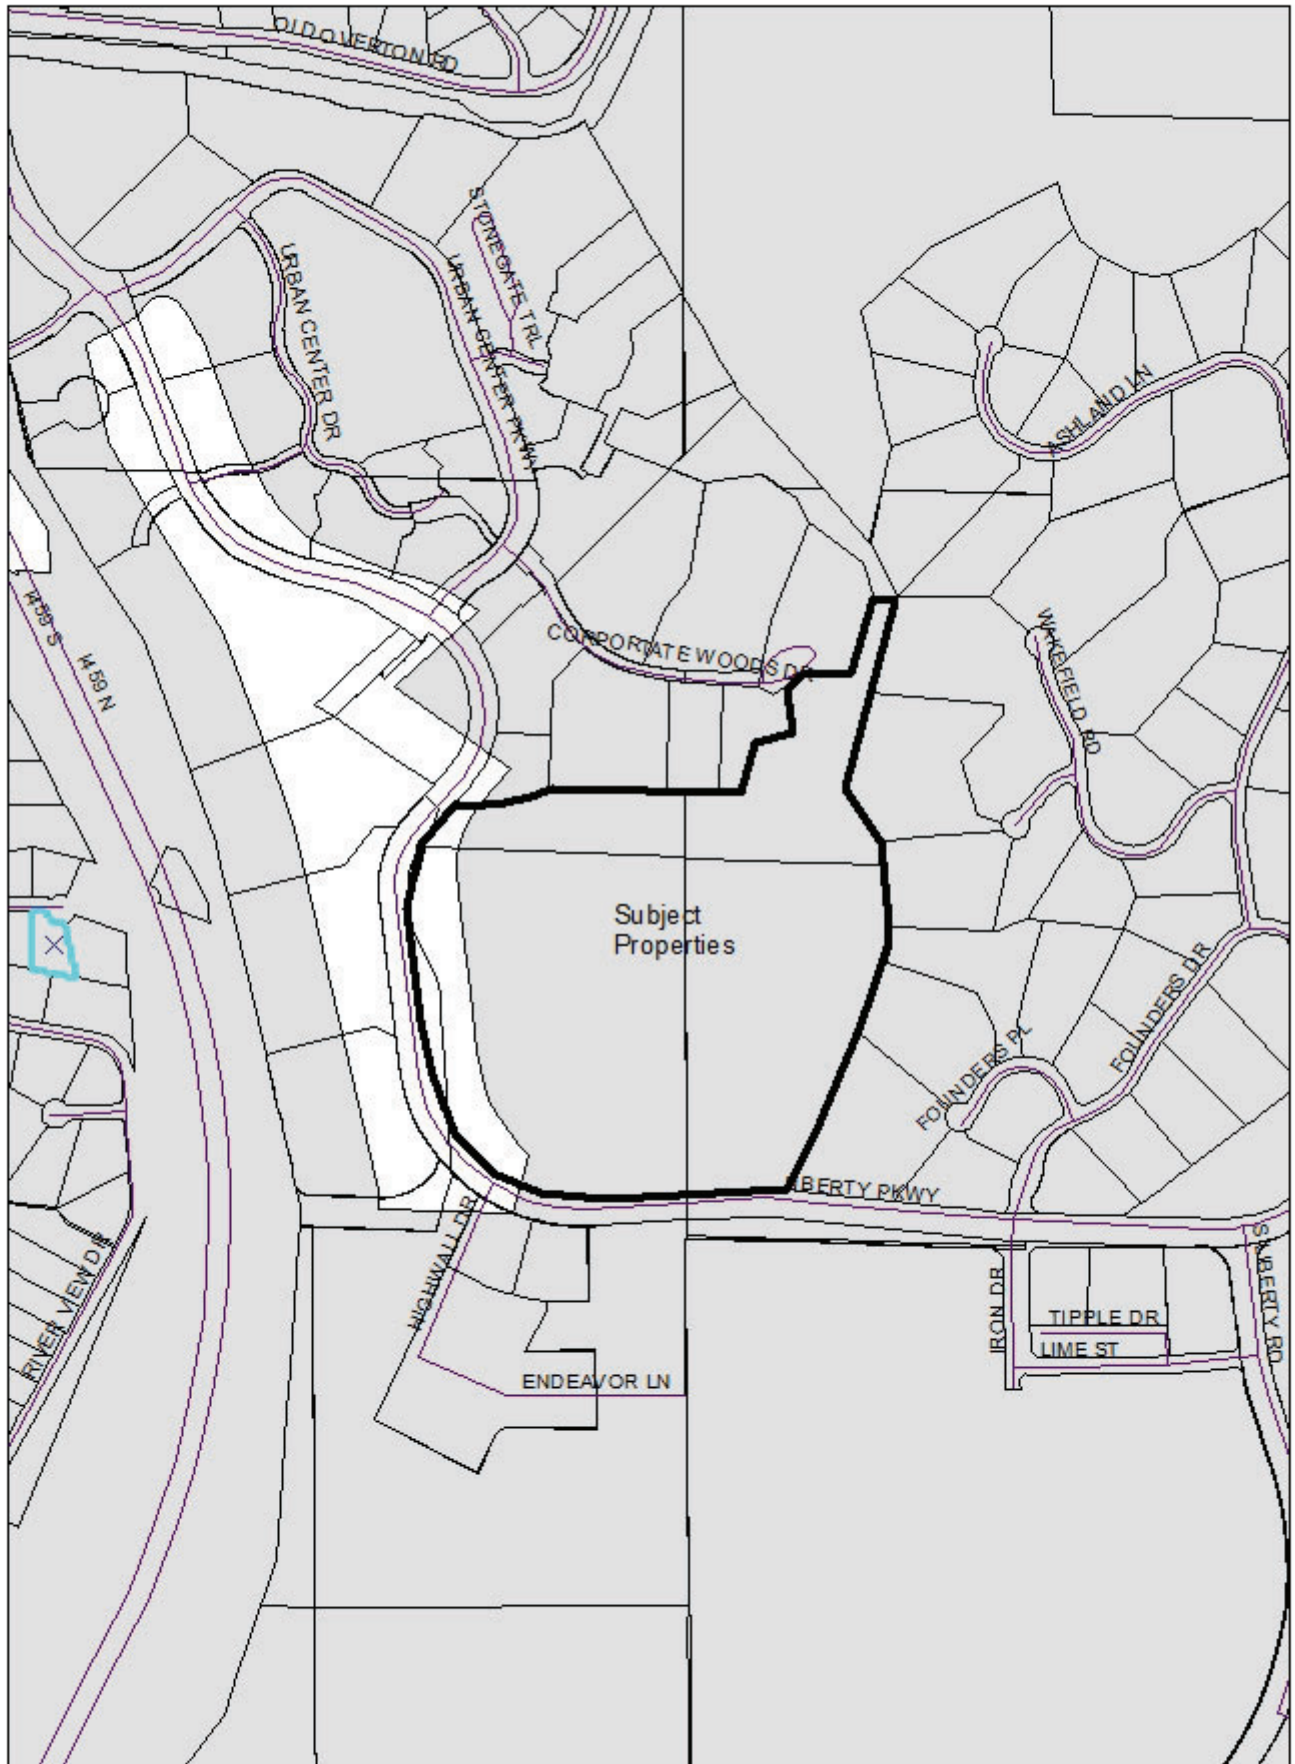 OLD OVERTON RD
STONEGATE TRL
URBAN CENTER DR
URBAN CENTER PKWY
ASHLAND LN
I459 S
I459 N
CORPORTATE WOODS DR
WAKEFIELD RD
Subject
Properties
FOUNDERS DR
FOUNDERS PL
LIBERTY PKWY
HIGHWALL DR
RIVER VIEW DR
IRON DR
S LIBERTY RD
TIPPLE DR
LIME ST
ENDEAVOR LN